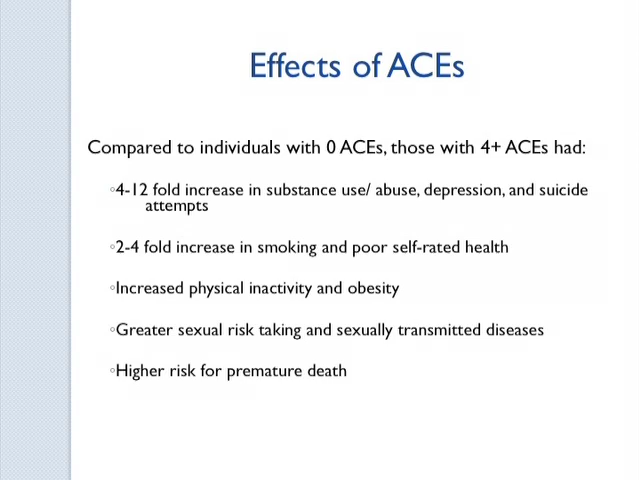 Effects of ACEs
Compared to individuals with 0 ACEs, those with 4+ ACEs had:
◦4-12 fold increase in substance use/ abuse, depression, and suicide
attempts
◦2-4 fold increase in smoking and poor self-rated health
◦Increased physical inactivity and obesity
◦Greater sexual risk taking and sexually transmitted diseases
◦Higher risk for premature death